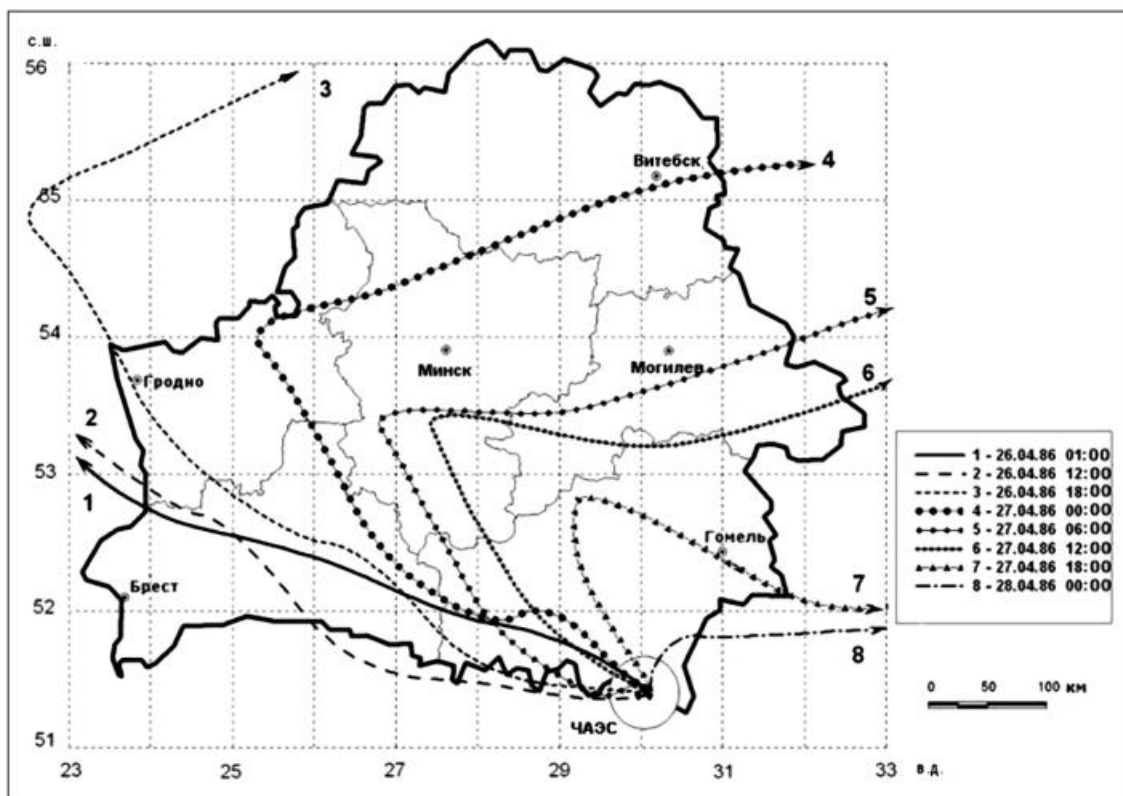 с.ш.
56
3
Витебск
4
55
5
54
Минск
Могилев
Гродно
6
2
53
1
1 - 26.04.86 01:00
2 - 26.04.86 12:00
3 - 26.04.86 18:00
4 - 27.04.86 00:00
5 - 27.04.86 06:00
6 - 27.04.86 12:00
7 - 27.04.86 18:00
8 - 28.04.86 00:00
Гомель
Брест
52
7
8
0 50 100 км
ЧАЭС
51
23 25 27 29 31 33 в.д.